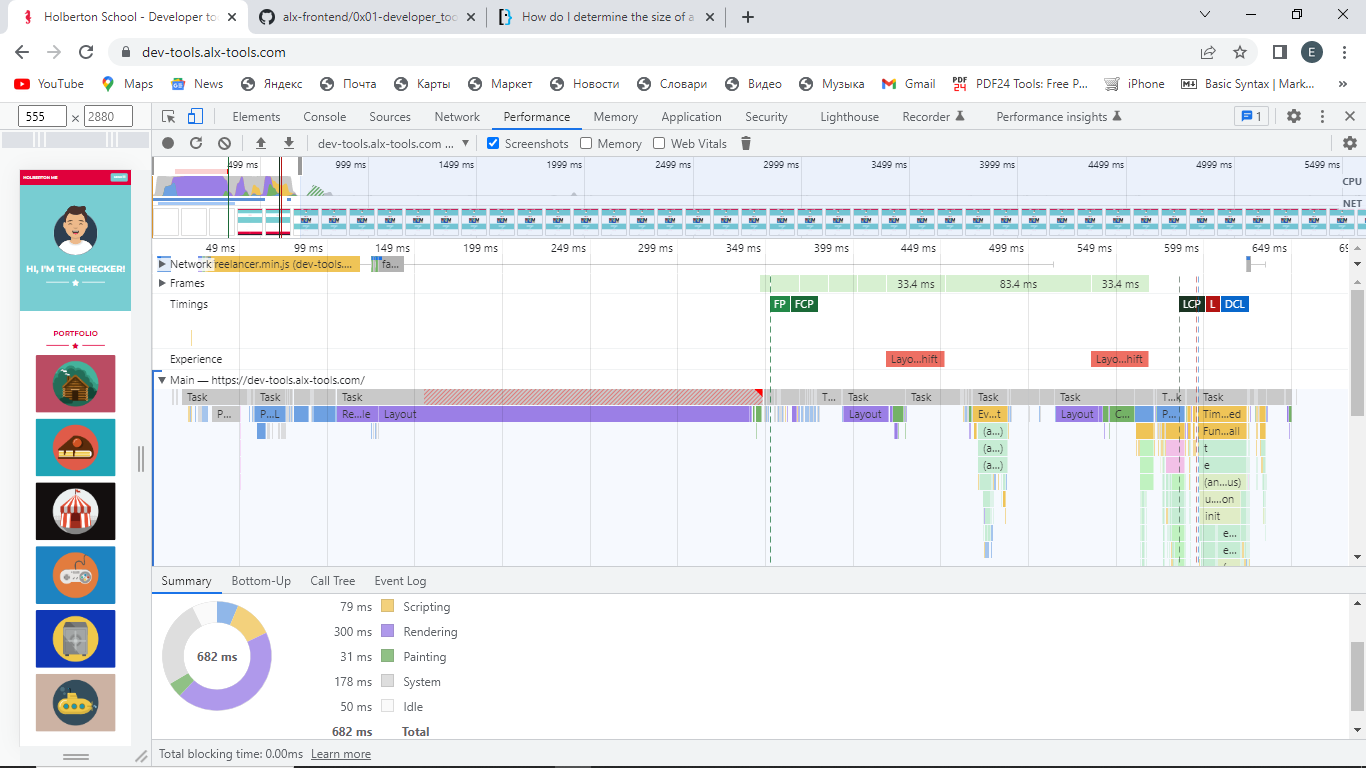 Holberton School - Developer to
alx-frontend/0x01-developer_too
How do I determine the size of a
dev-tools.alx-tools.com
E
YouTube Maps News Яндекс Почта Карты Маркет Новости Словари Видео Музыка Gmail PDF24 Tools: Free P... iPhone Basic Syntax | Mark... »
555 × 2880
Elements Console Sources Network Performance Memory Application Security Lighthouse Recorder Performance insights 1
dev-tools.alx-tools.com ... Screenshots Memory Web Vitals
499 ms 999 ms 1499 ms 1999 ms 2499 ms 2999 ms 3499 ms 3999 ms 4499 ms 4999 ms 5499 ms
CPU
NET
49 ms 99 ms 149 ms 199 ms 249 ms 299 ms 349 ms 399 ms 449 ms 499 ms 549 ms 599 ms 649 ms 69
Network reelancer.min.js (dev-tools.... fa...
Frames 33.4 ms 83.4 ms 33.4 ms
Timings FP FCP LCP L DCL
Experience Layo...hift Layo...hift
Main — https://dev-tools.alx-tools.com/
Task Task Task T... Task Task Task Task T...k Task
P... P...L Re...le Layout Layout Ev...t Layout C... P... Tim...ed
(a...) Fun...all
(a...) t
(a...) e
(an...us)
u....on
init
e...
e...
HOLBERTON ME
HI, I'M THE CHECKER!
PORTFOLIO
Summary Bottom-Up Call Tree Event Log
682 ms
79 ms Scripting
300 ms Rendering
31 ms Painting
178 ms System
50 ms Idle
682 ms Total
Total blocking time: 0.00ms Learn more